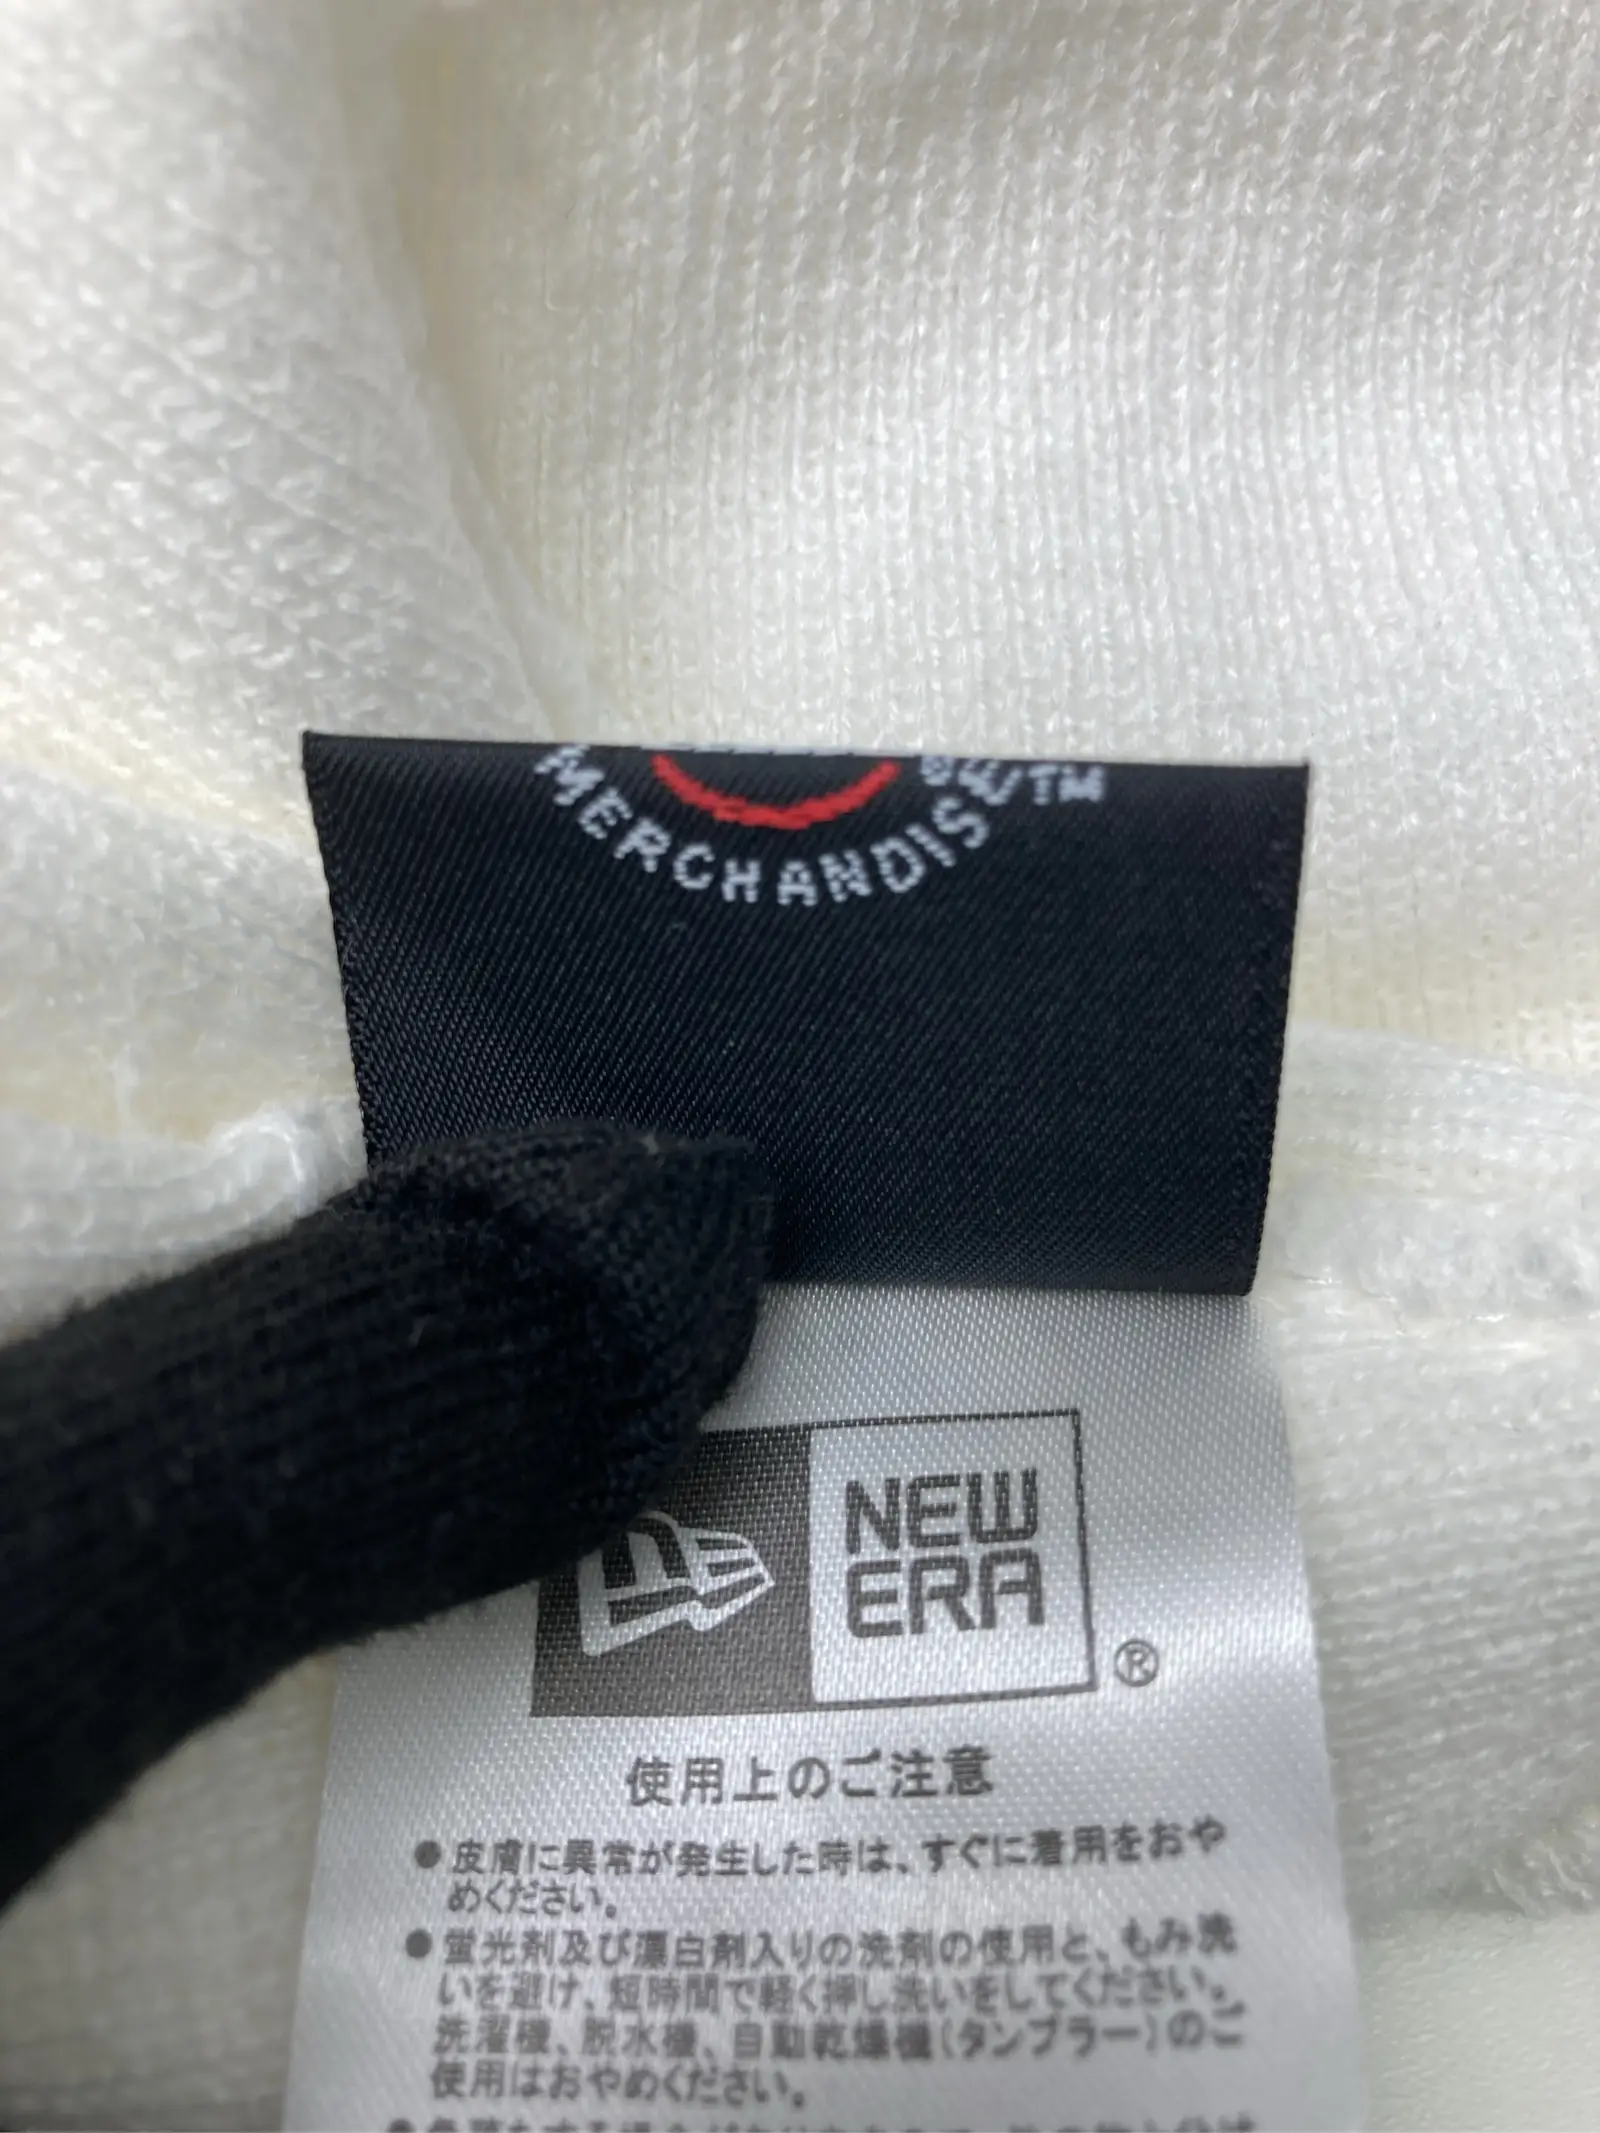 MERCHANDISE™
NEW
ERA
®
使用上のご注意
●皮膚に異常が発生した時は、すぐに着用をおや
めください。
●蛍光剤及び漂白剤入りの洗剤の使用と、もみ洗
いを避け、短時間で軽く押し洗いをしてください。
洗濯機、脱水機、自動乾燥機(タンブラー)のご
使用はおやめください。